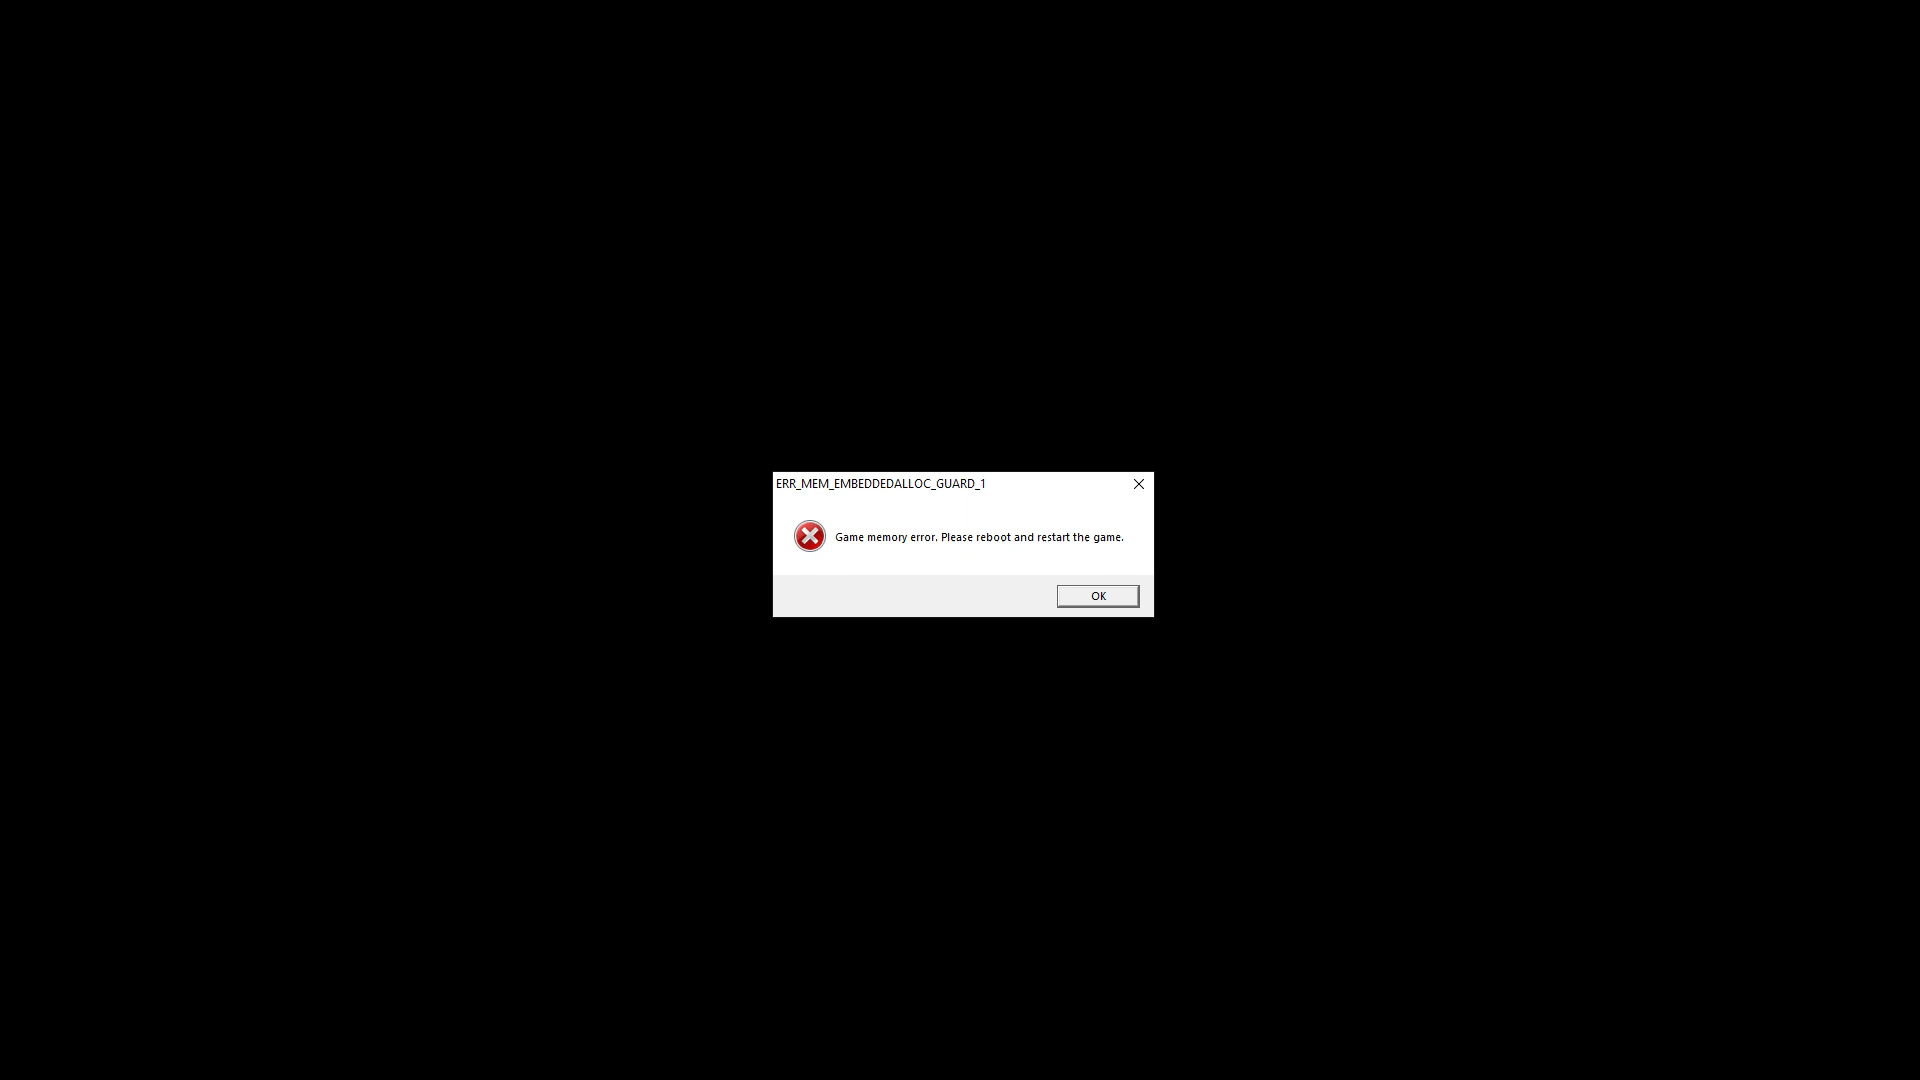 ERR_MEM_EMBEDDEDALLOC_GUARD_1
Game memory error. Please reboot and restart the game.
OK